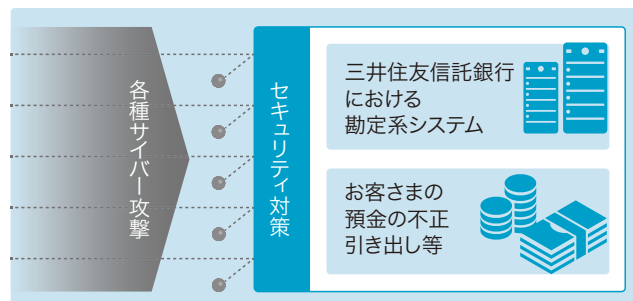 各種サイバー攻撃
セキュリティ対策
三井住友信託銀行
における
勘定系システム
お客さまの
預金の不正
引き出し等